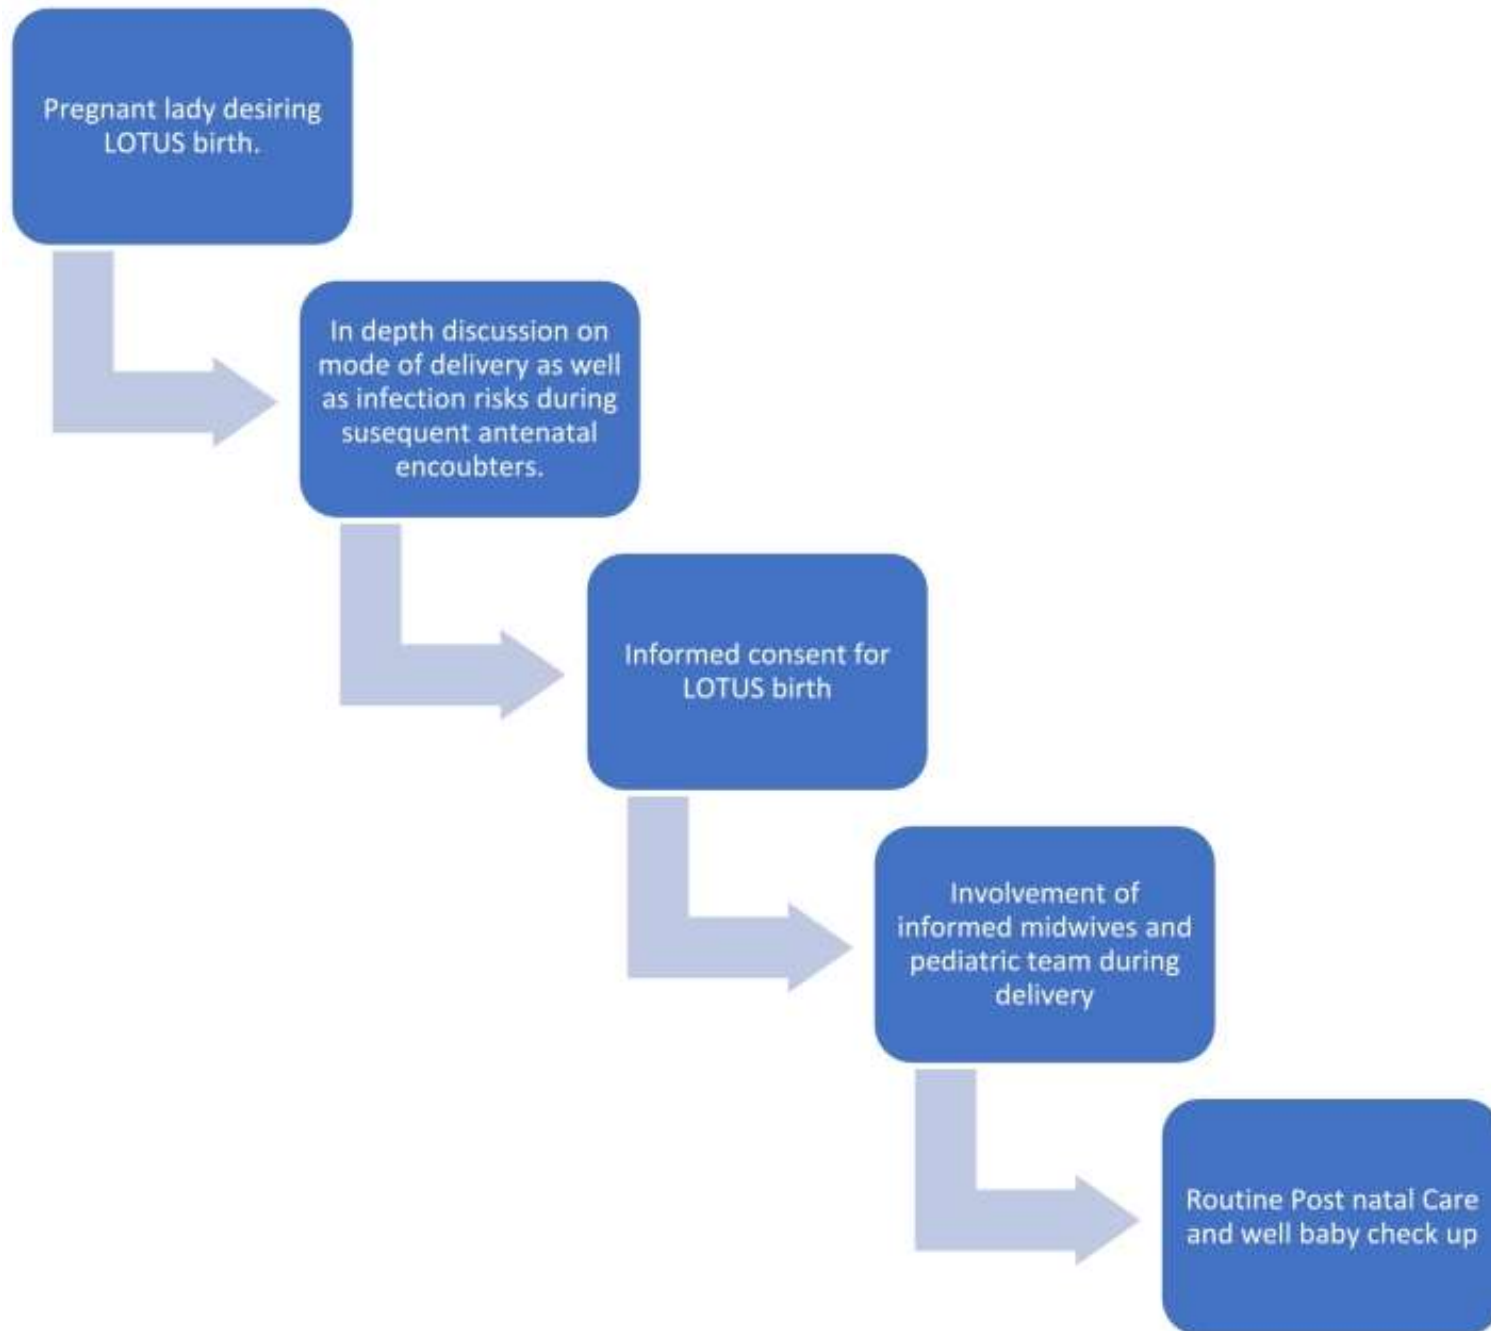 Pregnant lady desiring
LOTUS birth.
In depth discussion on
mode of delivery as well
as infection risks during
susequent antenatal
encoubters.
Informed consent for
LOTUS birth
Involvement of
informed midwives and
pediatric team during
delivery
Routine Post natal Care
and well baby check up